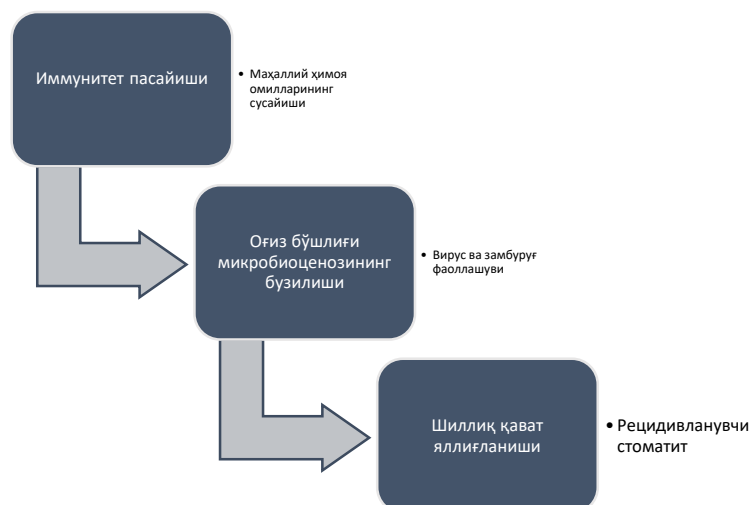 Иммунитет пасайиши
• Маҳаллий ҳимоя
омилларининг
сусайиши
Оғиз бўшлиғи
микробиоценозининг
бузилиши
• Вирус ва замбуруғ
фаоллашуви
Шиллиқ қават
яллиғланиши
• Рецидивланувчи
стоматит